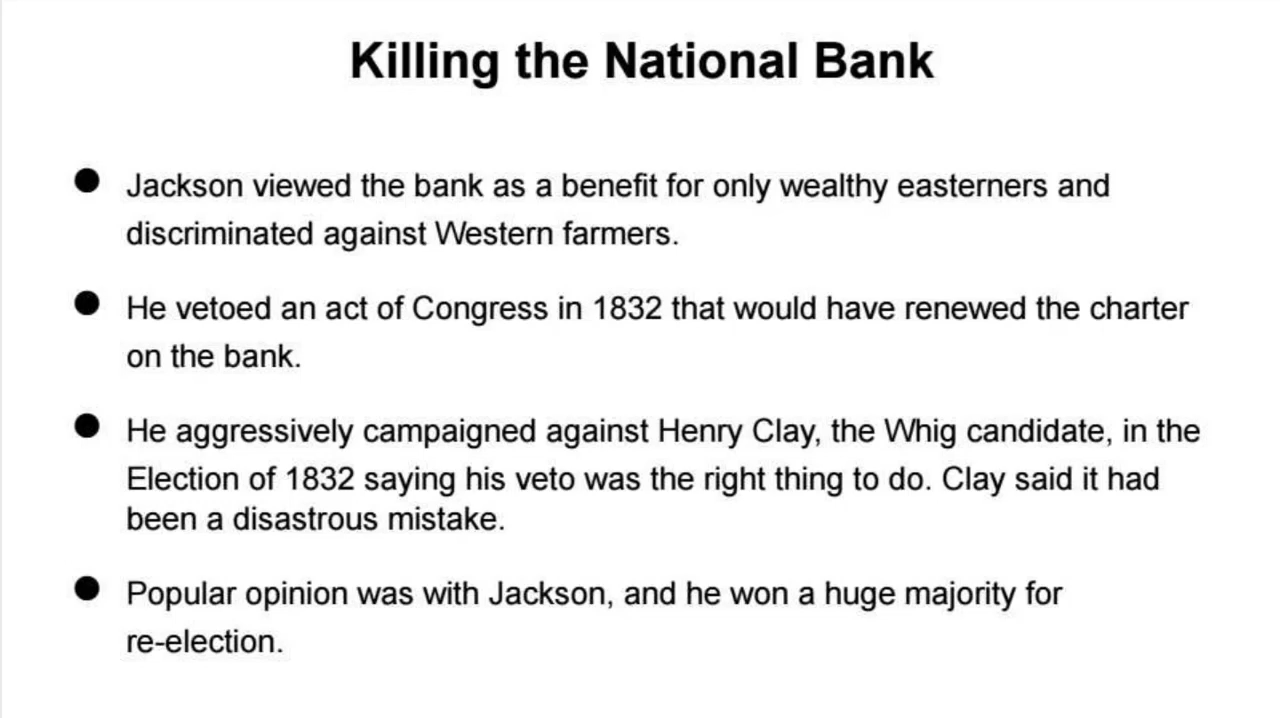 Killing the National Bank
● Jackson viewed the bank as a benefit for only wealthy easterners and
discriminated against Western farmers.
● He vetoed an act of Congress in 1832 that would have renewed the charter
on the bank.
● He aggressively campaigned against Henry Clay, the Whig candidate, in the
Election of 1832 saying his veto was the right thing to do. Clay said it had
been a disastrous mistake.
● Popular opinion was with Jackson, and he won a huge majority for
re-election.